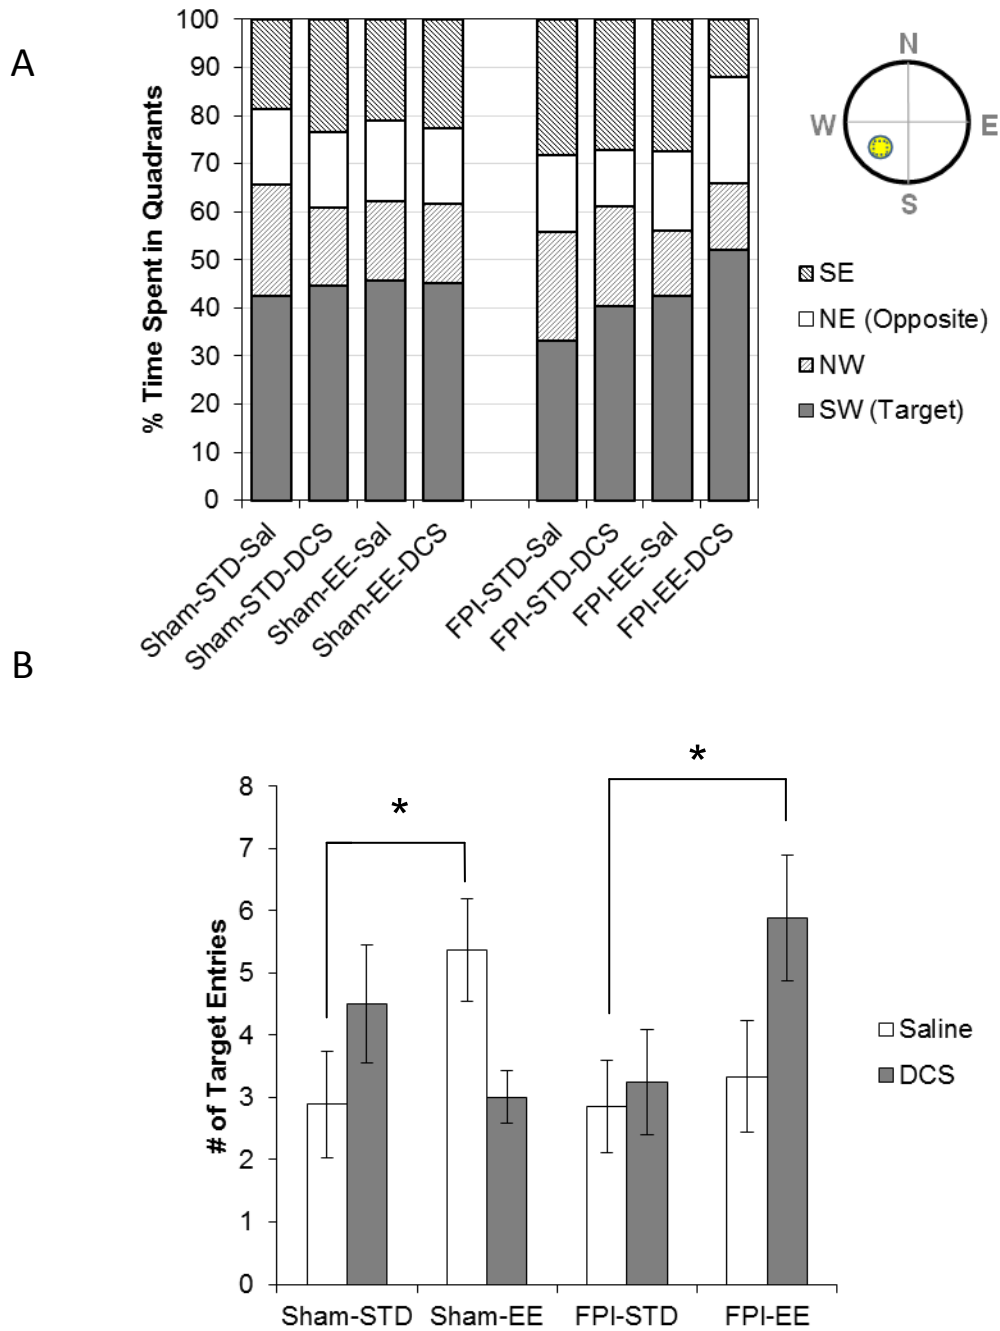 A
100
90
80
70
60
50
40
30
20
10
0
% Time Spent in Quadrants
Sham-STD-Sal
Sham-STD-DCS
Sham-EE-Sal
Sham-EE-DCS
FPI-STD-Sal
FPI-STD-DCS
FPI-EE-Sal
FPI-EE-DCS
N
W E
S
SE
NE (Opposite)
NW
SW (Target)
B
* *
8
7
6
5
4
3
2
1
0
# of Target Entries
Sham-STD Sham-EE FPI-STD FPI-EE
Saline
DCS